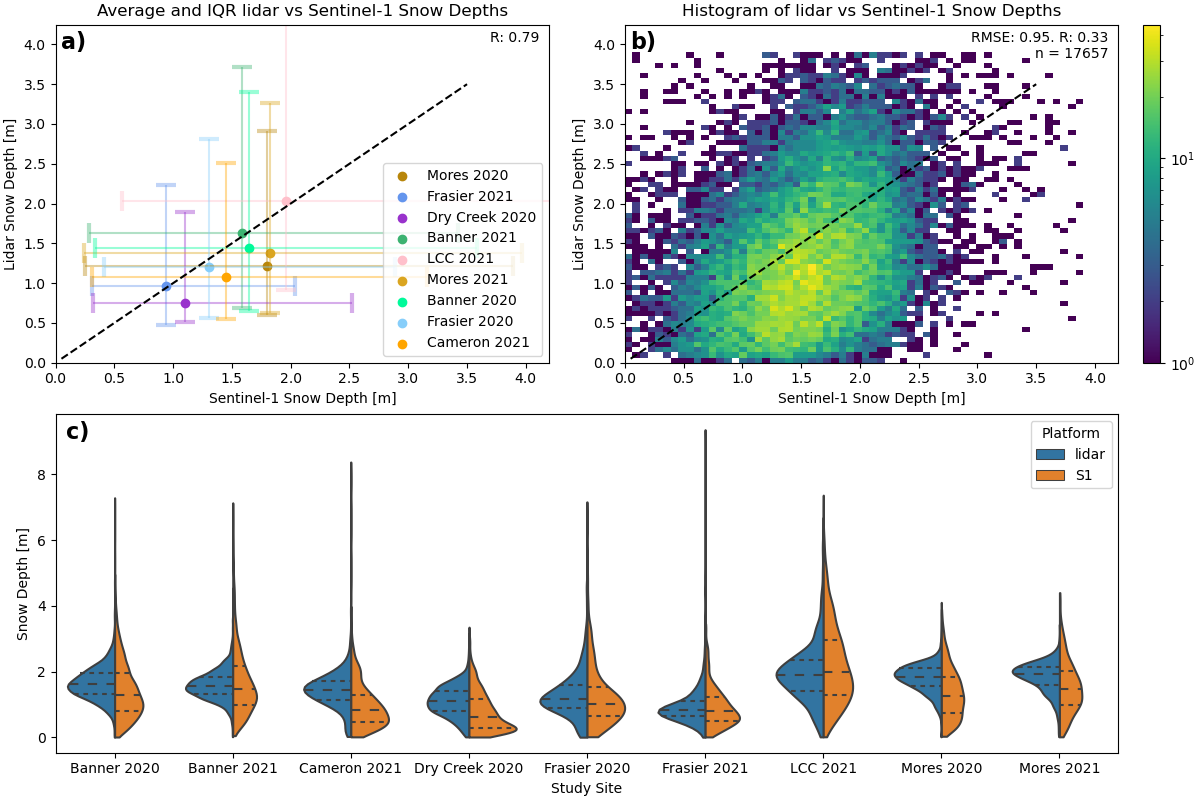 Average and IQR lidar vs Sentinel-1 Snow Depths
a)
R: 0.79
4.0
3.5
3.0
2.5
2.0
1.5
1.0
0.5
0.0
Lidar Snow Depth [m]
Mores 2020
Frasier 2021
Dry Creek 2020
Banner 2021
LCC 2021
Mores 2021
Banner 2020
Frasier 2020
Cameron 2021
0.0 0.5 1.0 1.5 2.0 2.5 3.0 3.5 4.0
Sentinel-1 Snow Depth [m]
Histogram of lidar vs Sentinel-1 Snow Depths
b)
RMSE: 0.95. R: 0.33
n = 17657
4.0
3.5
3.0
2.5
2.0
1.5
1.0
0.5
0.0
Lidar Snow Depth [m]
0.0 0.5 1.0 1.5 2.0 2.5 3.0 3.5 4.0
Sentinel-1 Snow Depth [m]
10¹
10⁰
c)
Platform
lidar
S1
8
6
4
2
0
Snow Depth [m]
Banner 2020 Banner 2021 Cameron 2021 Dry Creek 2020 Frasier 2020 Frasier 2021 LCC 2021 Mores 2020 Mores 2021
Study Site